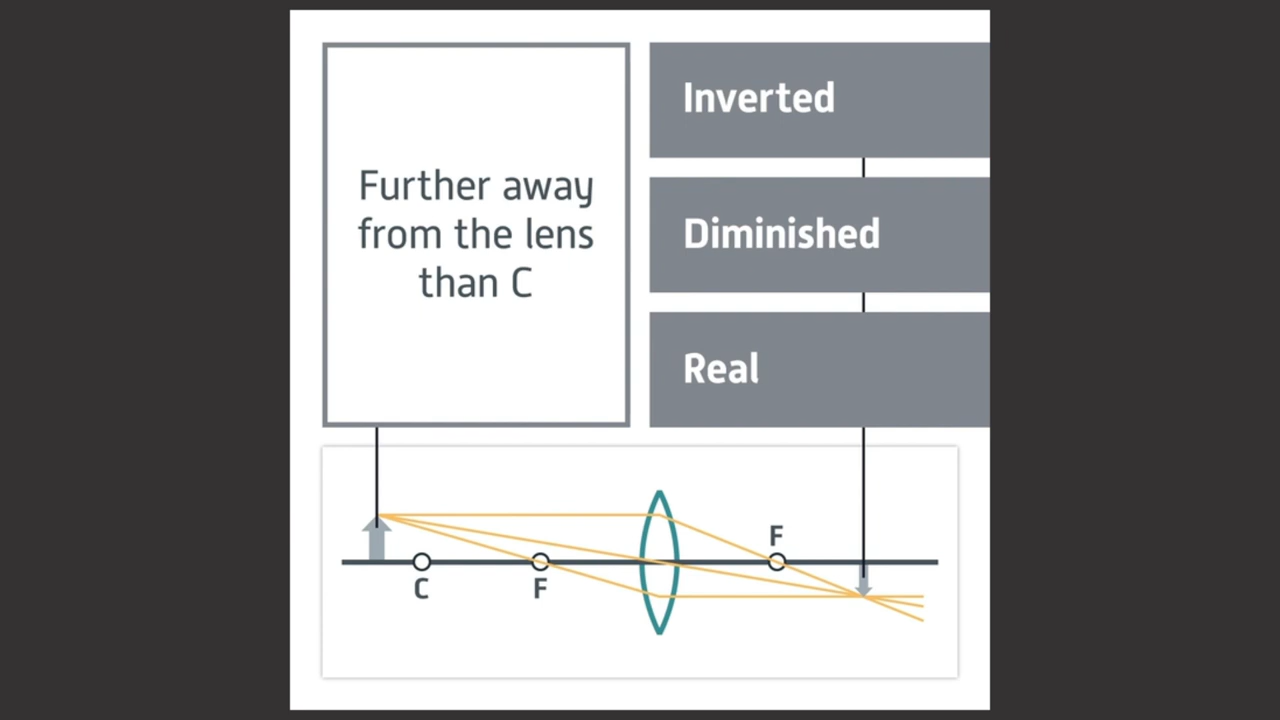 Further away
from the lens
than C
Inverted
Diminished
Real
F
C
F